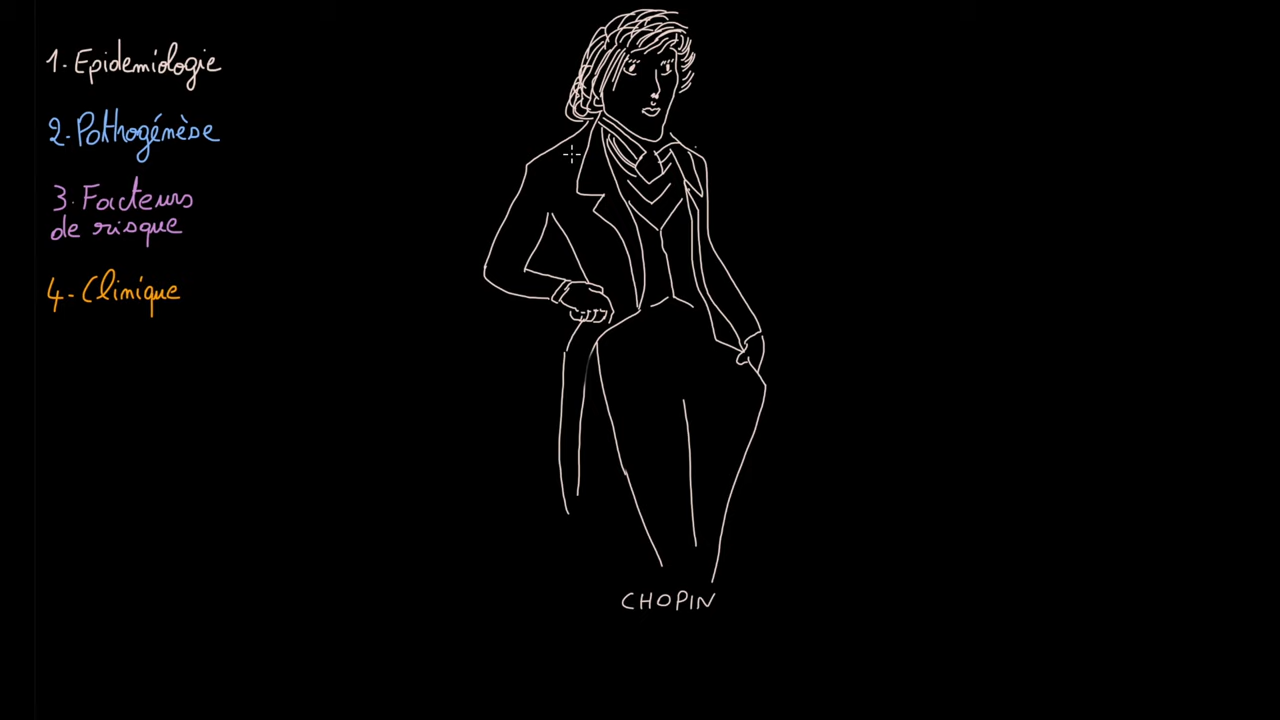 1. Epidemiologie
2. Pathogénèse
3. Facteurs
de risque
4- Clinique
CHOPIN